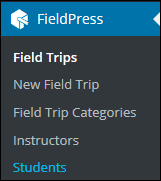 FieldPress
Field Trips
New Field Trip
Field Trip Categories
Instructors
Students